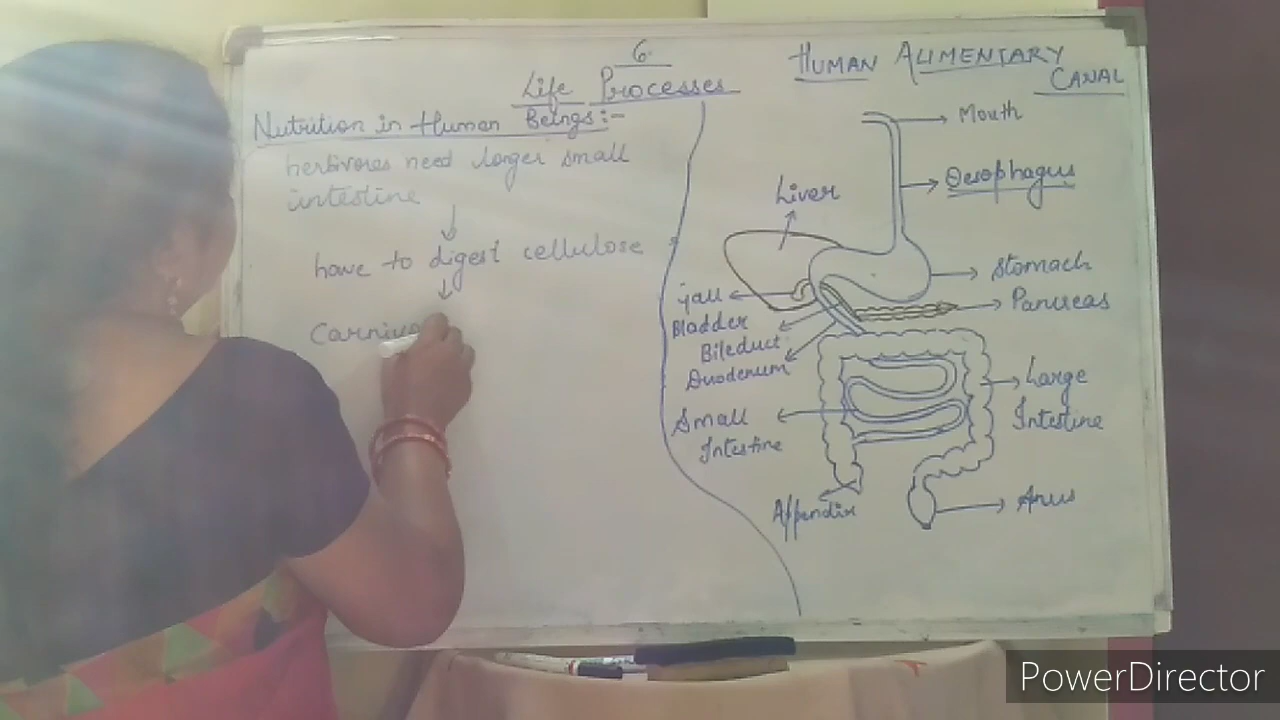 6.
Life Processes
Nutrition in Human Beings:-
herbivores need longer small
intestine
have to digest cellulose
Carniv
HUMAN ALIMENTARY
CANAL
Mouth
Oesophagus
Liver
Stomach
Gall
Bladder
Pancreas
Bileduct
Duodenum
Large
Intestine
Small
Intestine
Appendix
Anus
PowerDirector